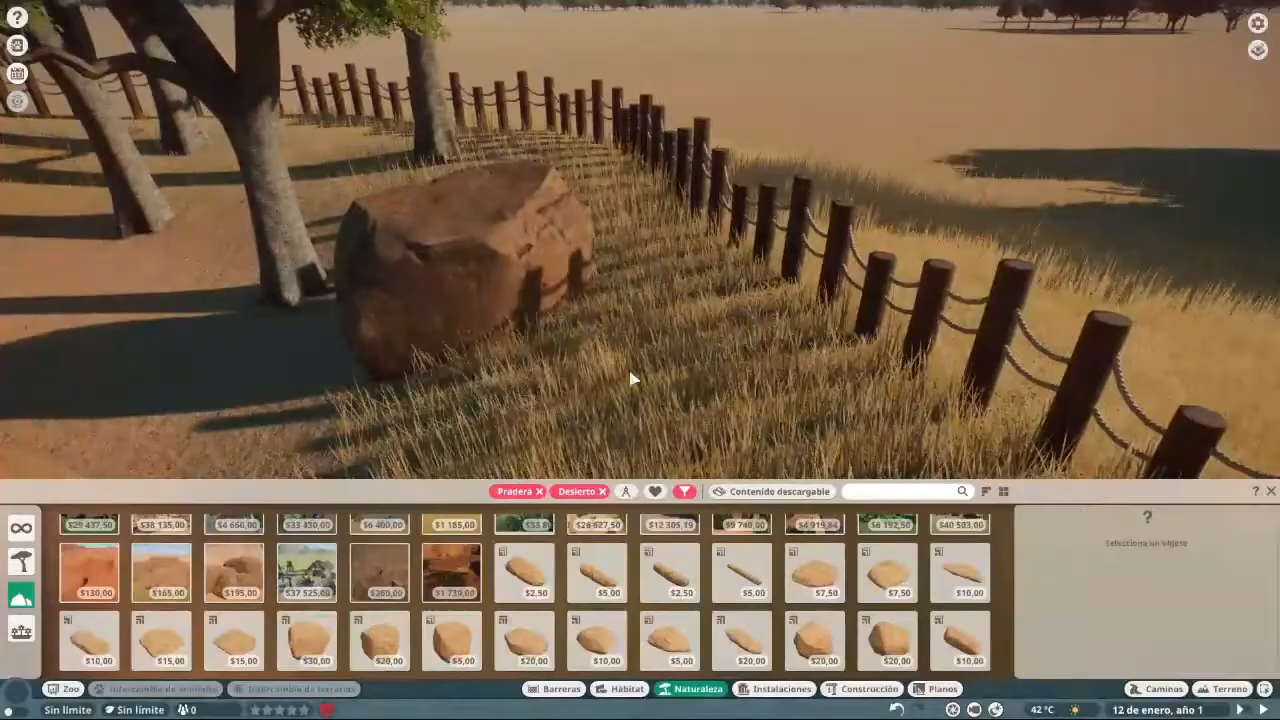 Pradera ✕ Desierto ✕ Contenido descargable ? ✕
$29 437,50 $38 135,00 $4 660,00 $33 450,00 $6 400,00 $1 185,00 $26 627,50 $12 305,19 $9 740,00 $4 919,84 $6 192,50 $40 503,00
?
Selecciona un objeto
$130,00 $165,00 $195,00 $37 525,00 $260,00 $1 730,00 $2,50 $5,00 $2,50 $5,00 $7,50 $7,50 $10,00
$10,00 $15,00 $15,00 $30,00 $20,00 $5,00 $20,00 $10,00 $5,00 $20,00 $20,00 $20,00 $10,00
Zoo Intercambio de animales Intercambio de terrarios Barreras Hábitat Naturaleza Instalaciones Construcción Planos Caminos Terreno
Sin límite Sin límite 0 42 °C 12 de enero, año 1